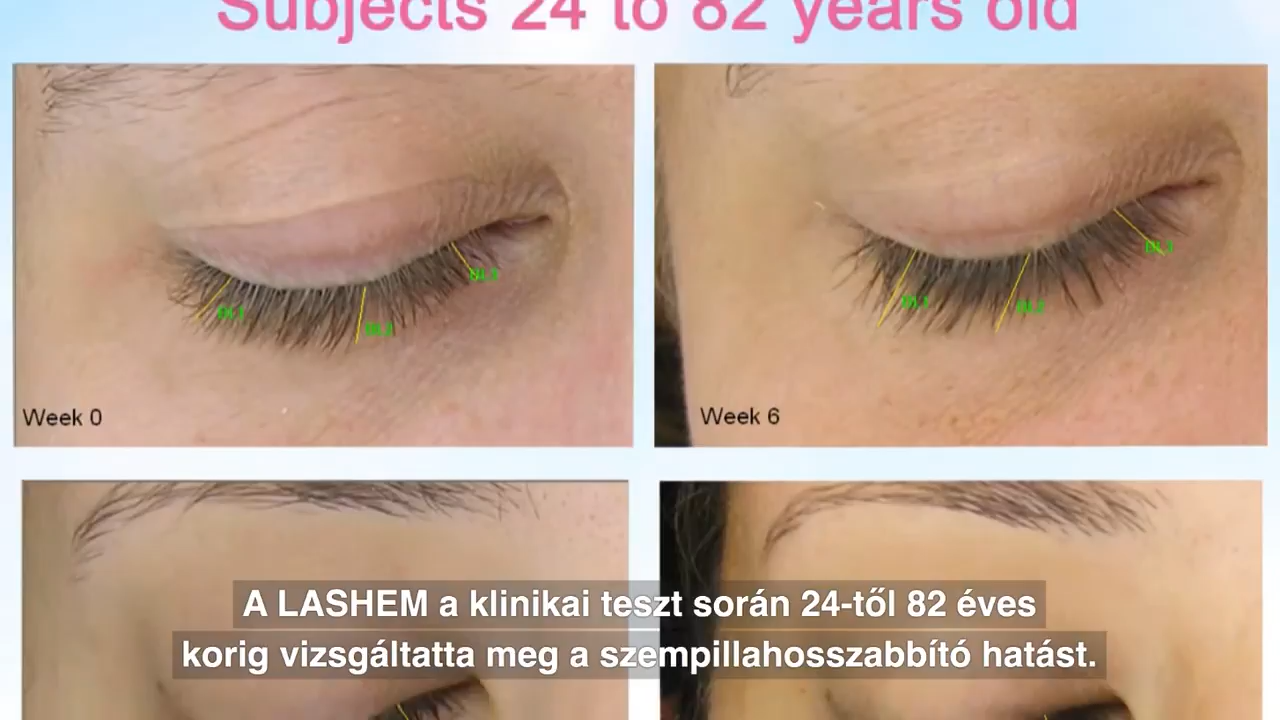 Subjects 24 to 82 years old
Week 0
Week 6
A LASHEM a klinikai teszt során 24-től 82 éves
korig vizsgáltatta meg a szempillahosszabbító hatást.